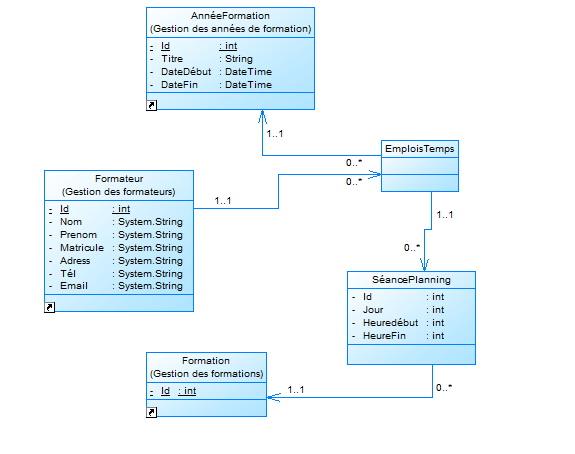 AnnéeFormation
(Gestion des années de formation)
- Id : int
- Titre : String
- DateDébut : DateTime
- DateFin : DateTime
1..1
EmploisTemps
0..*
0..*
Formateur
(Gestion des formateurs)
- Id : int
- Nom : System.String
- Prenom : System.String
- Matricule : System.String
- Adress : System.String
- Tél : System.String
- Email : System.String
1..1
1..1
0..*
SéancePlanning
- Id : int
- Jour : int
- Heuredébut : int
- HeureFin : int
Formation
(Gestion des formations)
- Id : int
1..1
0..*